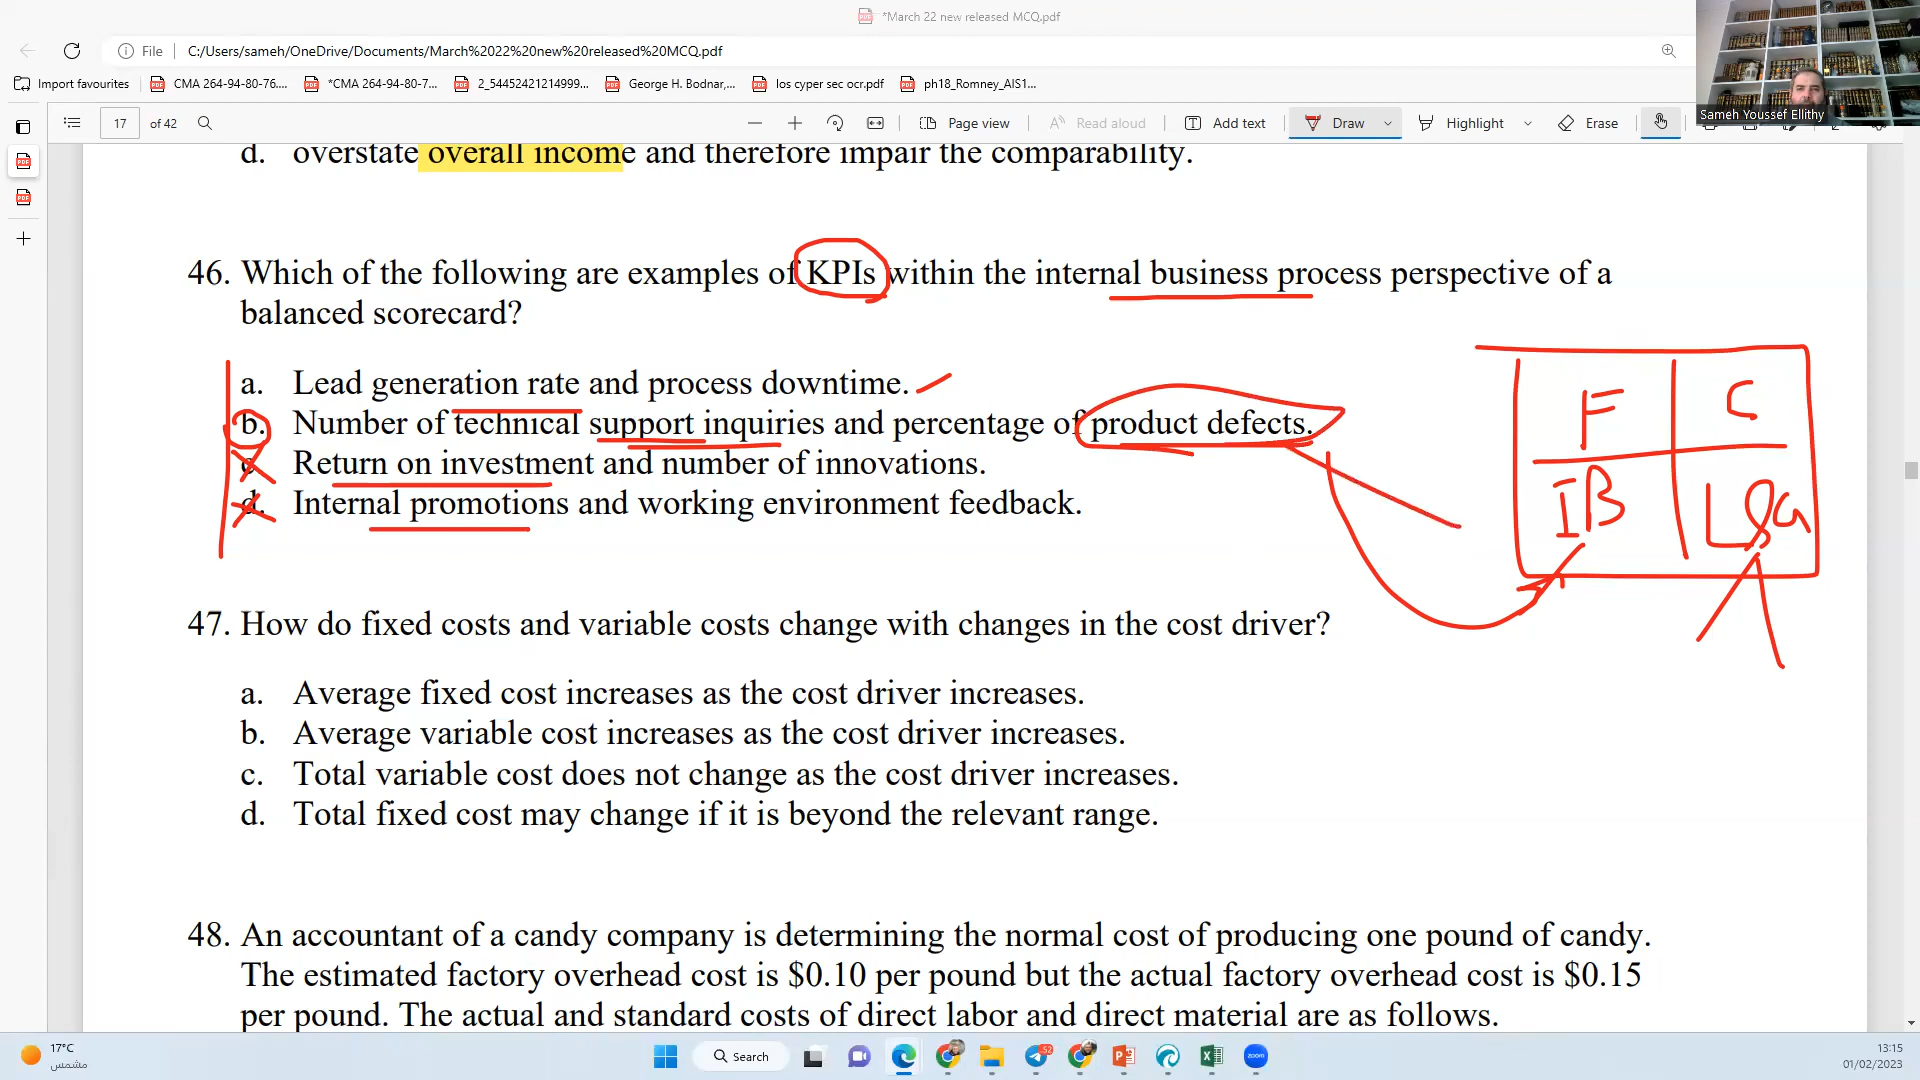 *March 22 new released MCQ.pdf
File
C:/Users/sameh/OneDrive/Documents/March%2022%20new%20released%20MCQ.pdf
Import favourites
CMA 264-94-80-76....
*CMA 264-94-80-7...
2_54452421214999...
George H. Bodnar,...
los cyper sec ocr.pdf
ph18_Romney_AIS1...
17 of 42
Page view
Read aloud
Add text
Draw
Highlight
Erase
Sameh Youssef Ellithy
d. overstate overall income and therefore impair the comparability.
46. Which of the following are examples of KPIs within the internal business process perspective of a
balanced scorecard?
a. Lead generation rate and process downtime.
b. Number of technical support inquiries and percentage of product defects.
c. Return on investment and number of innovations.
d. Internal promotions and working environment feedback.
F C
IB L&G
47. How do fixed costs and variable costs change with changes in the cost driver?
a. Average fixed cost increases as the cost driver increases.
b. Average variable cost increases as the cost driver increases.
c. Total variable cost does not change as the cost driver increases.
d. Total fixed cost may change if it is beyond the relevant range.
48. An accountant of a candy company is determining the normal cost of producing one pound of candy.
The estimated factory overhead cost is $0.10 per pound but the actual factory overhead cost is $0.15
per pound. The actual and standard costs of direct labor and direct material are as follows.
17°C
مشمس
Search
52
zoom
13:15
01/02/2023